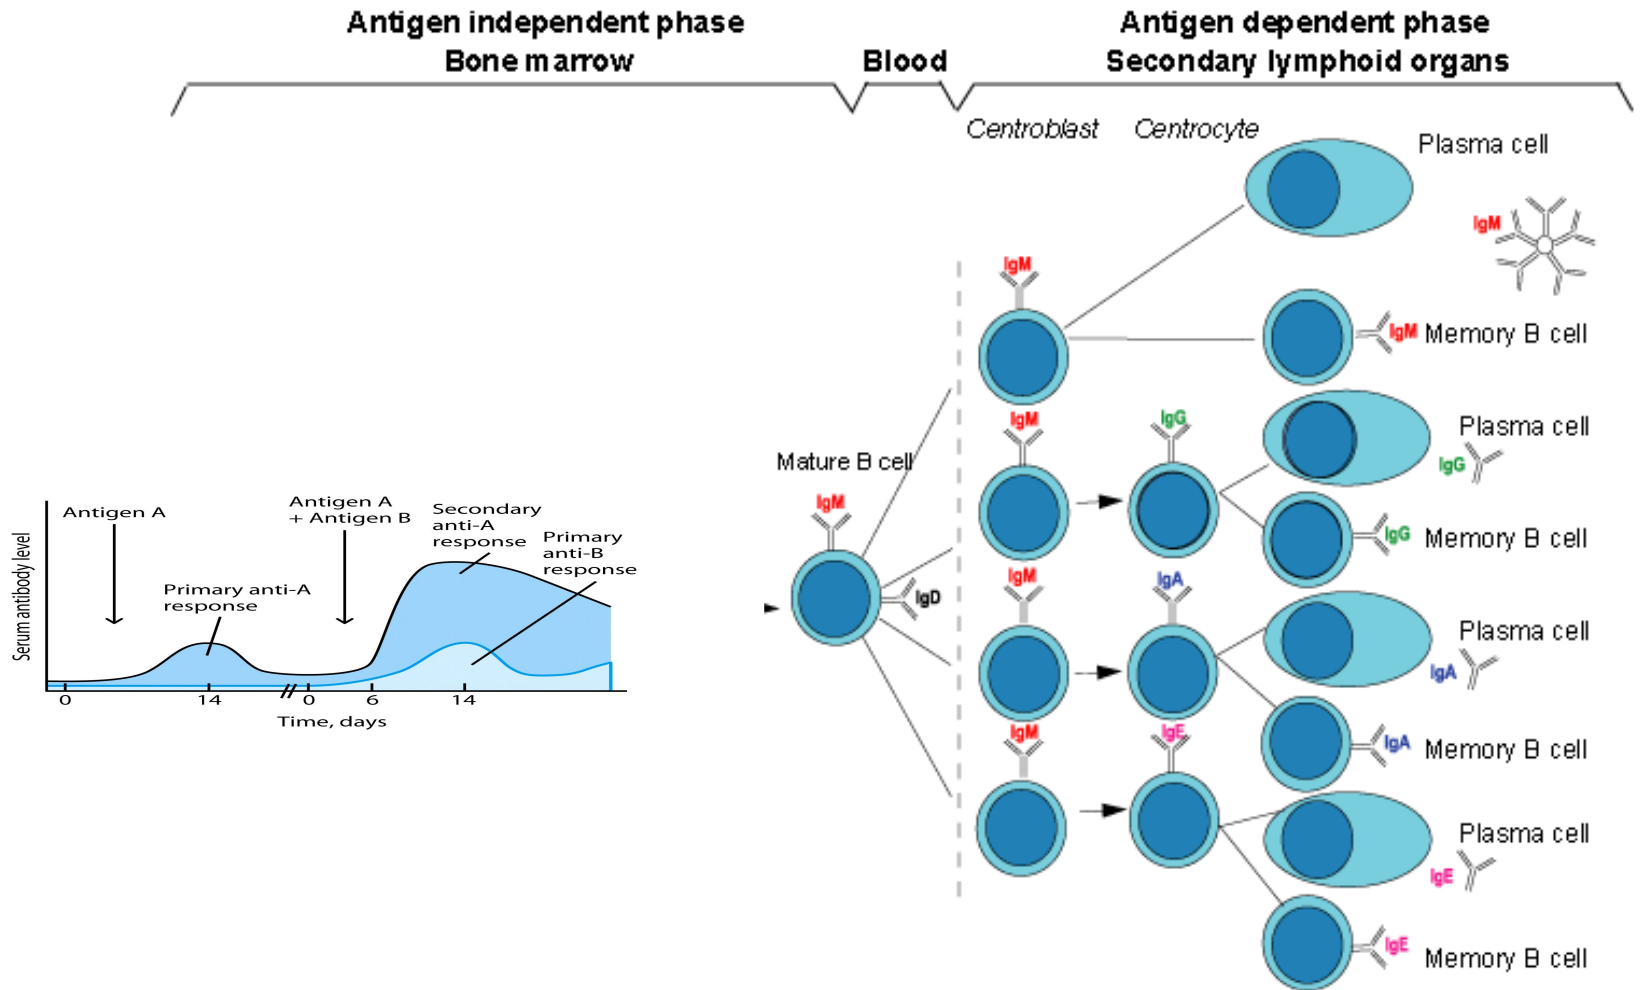 Antigen independent phase
Bone marrow
Blood
Antigen dependent phase
Secondary lymphoid organs
Centroblast
Centrocyte
Plasma cell
IgM
IgM
IgM
Memory B cell
IgM
IgG
Plasma cell
IgG
IgG
Memory B cell
Mature B cell
IgM
IgD
IgM
IgA
Plasma cell
IgA
IgA
Memory B cell
IgM
IgE
Plasma cell
IgE
IgE
Memory B cell
Serum antibody level
Antigen A
Antigen A
+ Antigen B
Secondary
anti-A
response
Primary
anti-B
response
Primary anti-A
response
0
14
0
6
14
Time, days